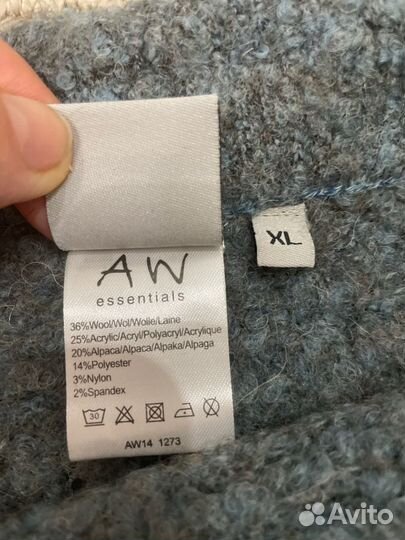 AW
essentials
36%Wool/Wol/Wolle/Laine
25%Acrylic/Acryl/Polyacryl/Acrylique
20%Alpaca/Alpaca/Alpaka/Alpaga
14%Polyester
3%Nylon
2%Spandex
30
AW14 1273
XL
Avito